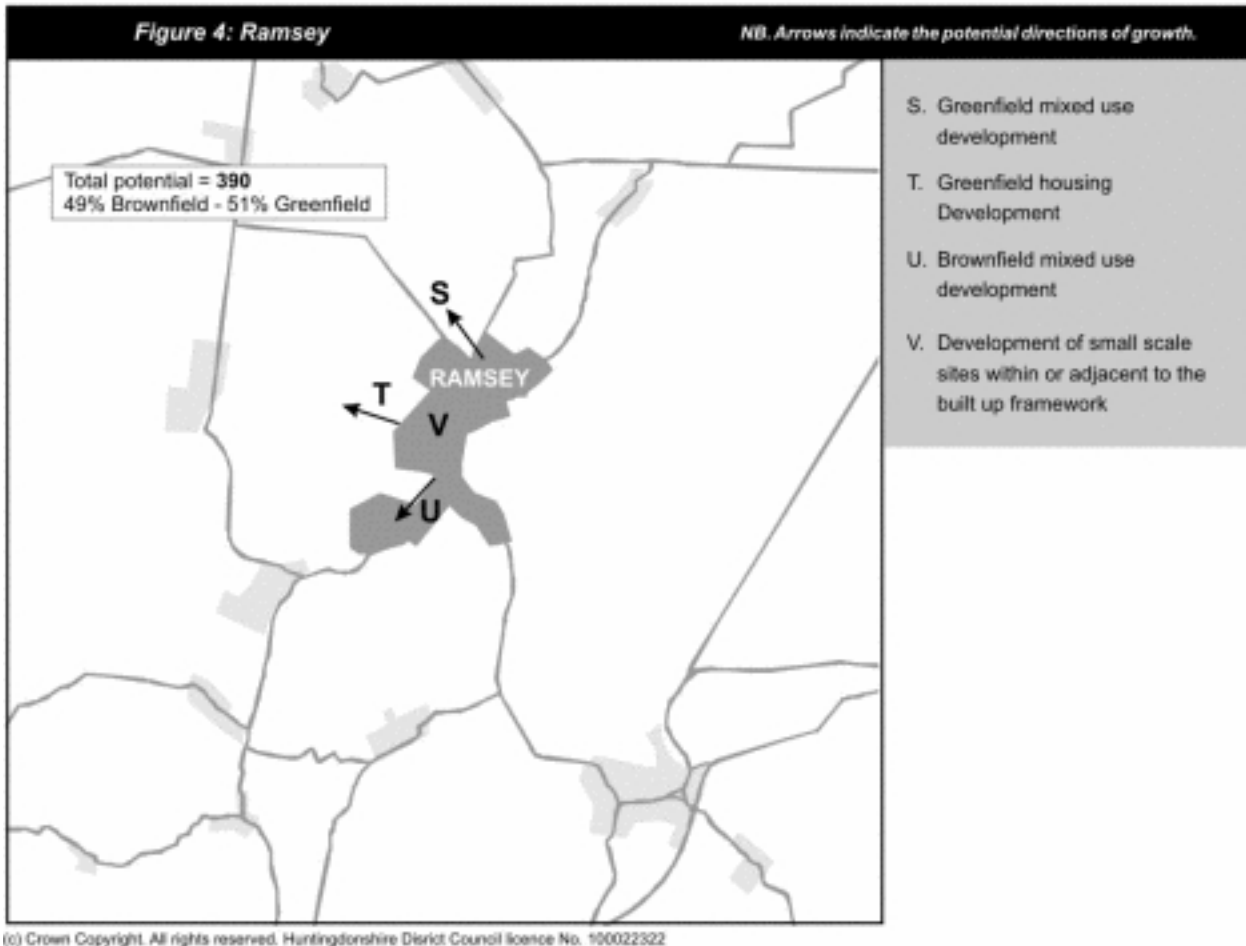 Figure 4: Ramsey
NB. Arrows indicate the potential directions of growth.
Total potential = 390
49% Brownfield - 51% Greenfield
S
RAMSEY
T
V
U
S. Greenfield mixed use
development
T. Greenfield housing
Development
U. Brownfield mixed use
development
V. Development of small scale
sites within or adjacent to the
built up framework
(c) Crown Copyright. All rights reserved. Huntingdonshire Disrict Council licence No. 100022322